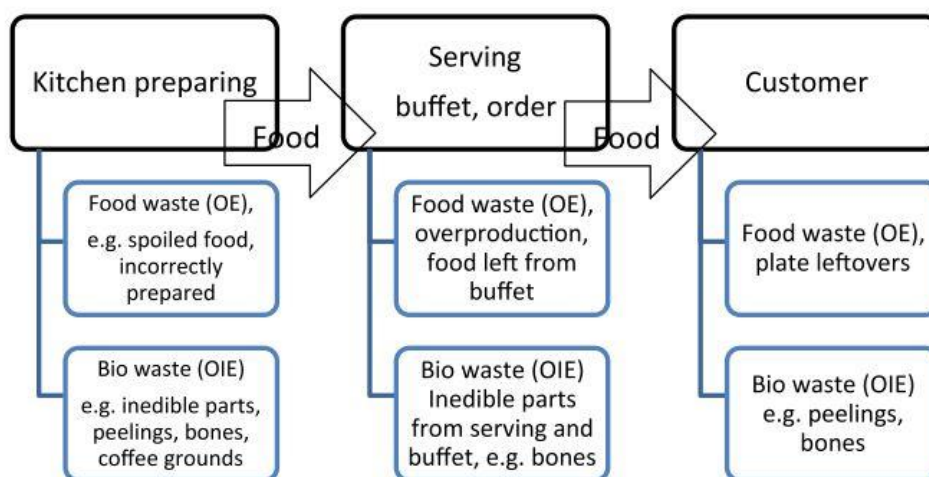 Kitchen preparing
Food
Serving
buffet, order
Food
Customer
Food waste (OE),
e.g. spoiled food,
incorrectly
prepared
Bio waste (OIE)
e.g. inedible parts,
peelings, bones,
coffee grounds
Food waste (OE),
overproduction,
food left from
buffet
Bio waste (OIE)
Inedible parts
from serving and
buffet, e.g. bones
Food waste (OE),
plate leftovers
Bio waste (OIE)
e.g. peelings,
bones